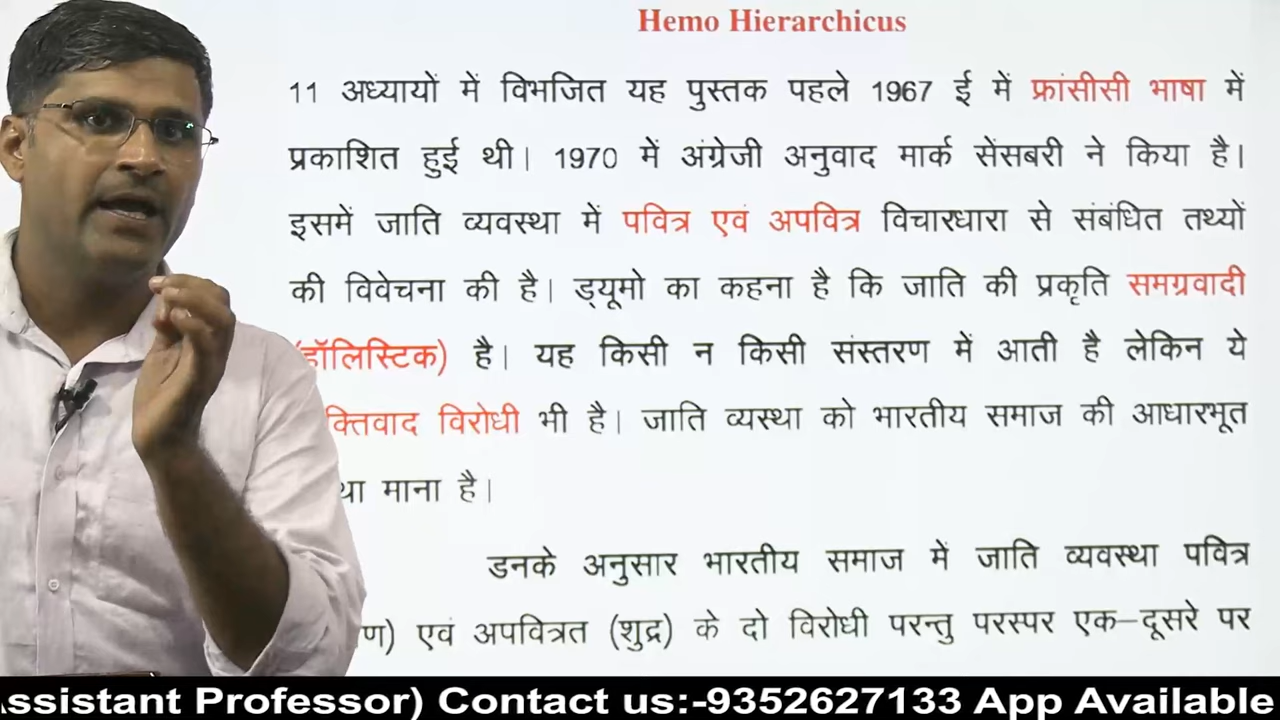 Hemo Hierarchicus
11 अध्यायों में विभजित यह पुस्तक पहले 1967 ई में फ्रांसीसी भाषा में
प्रकाशित हुई थी। 1970 में अंग्रेजी अनुवाद मार्क सेंसबरी ने किया है।
इसमें जाति व्यवस्था में पवित्र एवं अपवित्र विचारधारा से संबंधित तथ्यों
की विवेचना की है। ड्यूमो का कहना है कि जाति की प्रकृति समग्रवादी
(हॉलिस्टिक) है। यह किसी न किसी संस्तरण में आती है लेकिन ये
विरोधी भी है। जाति व्यस्था को भारतीय समाज की आधारभूत
माना है।
डनके अनुसार भारतीय समाज में जाति व्यवस्था पवित्र
एवं अपवित्रत (शुद्र) के दो विरोधी परन्तु परस्पर एक–दूसरे पर
Assistant Professor) Contact us:-9352627133 App Available